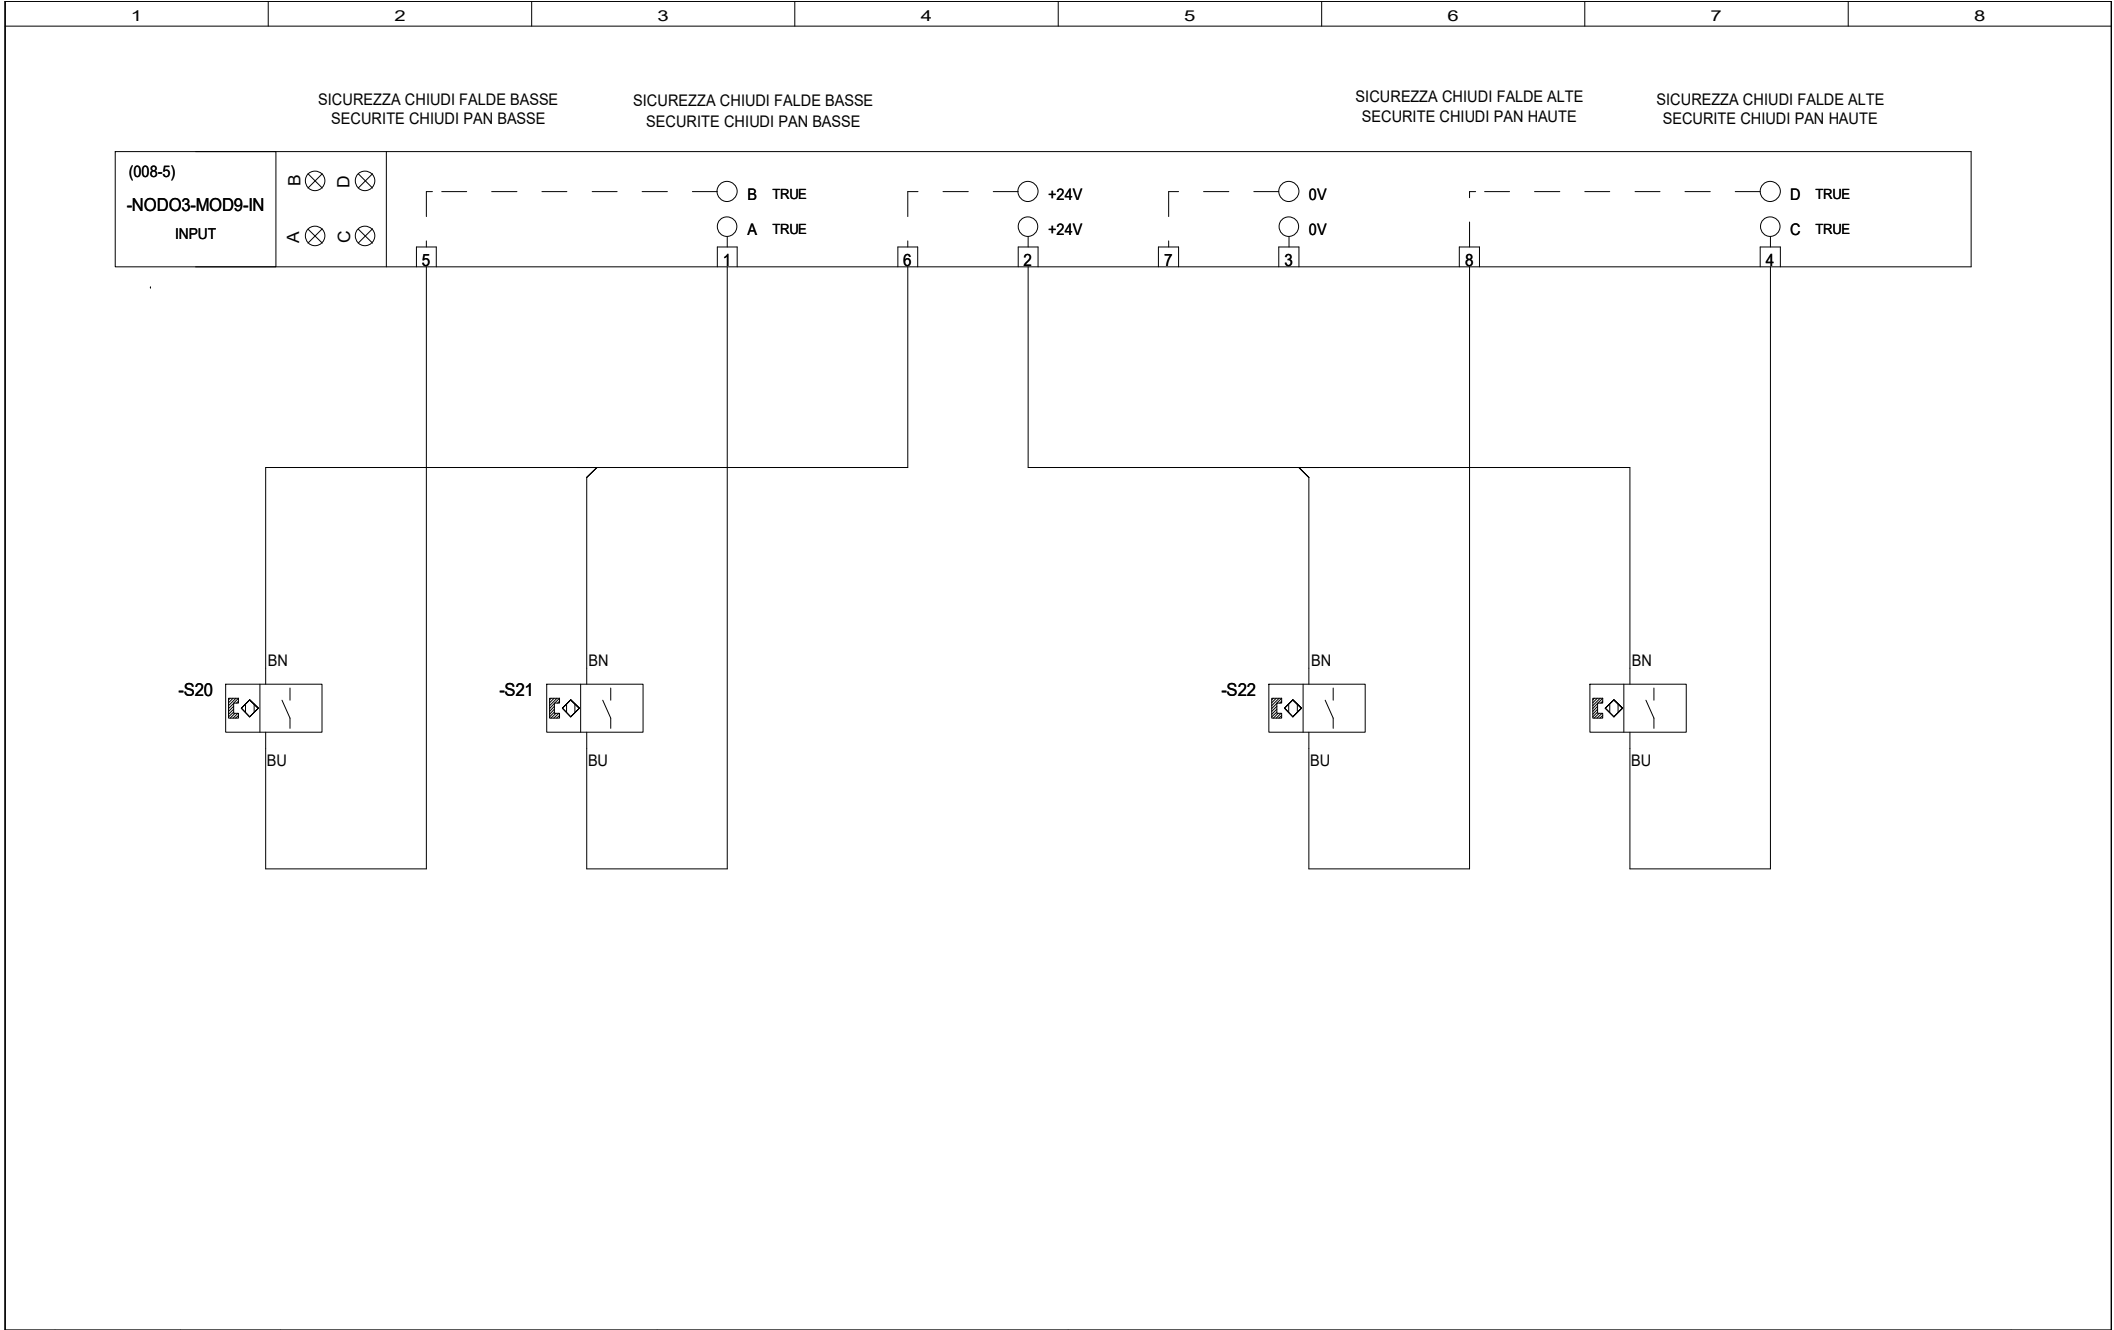 1 2 3 4 5 6 7 8
SICUREZZA CHIUDI FALDE BASSE
SECURITE CHIUDI PAN BASSE
SICUREZZA CHIUDI FALDE BASSE
SECURITE CHIUDI PAN BASSE
SICUREZZA CHIUDI FALDE ALTE
SECURITE CHIUDI PAN HAUTE
SICUREZZA CHIUDI FALDE ALTE
SECURITE CHIUDI PAN HAUTE
(008-5)
-NODO3-MOD9-IN
INPUT
B D
A C
B TRUE
A TRUE
+24V
+24V
0V
0V
D TRUE
C TRUE
5 1 6 2 7 3 8 4
BN
-S20
BU
BN
-S21
BU
BN
-S22
BU
BN
BU